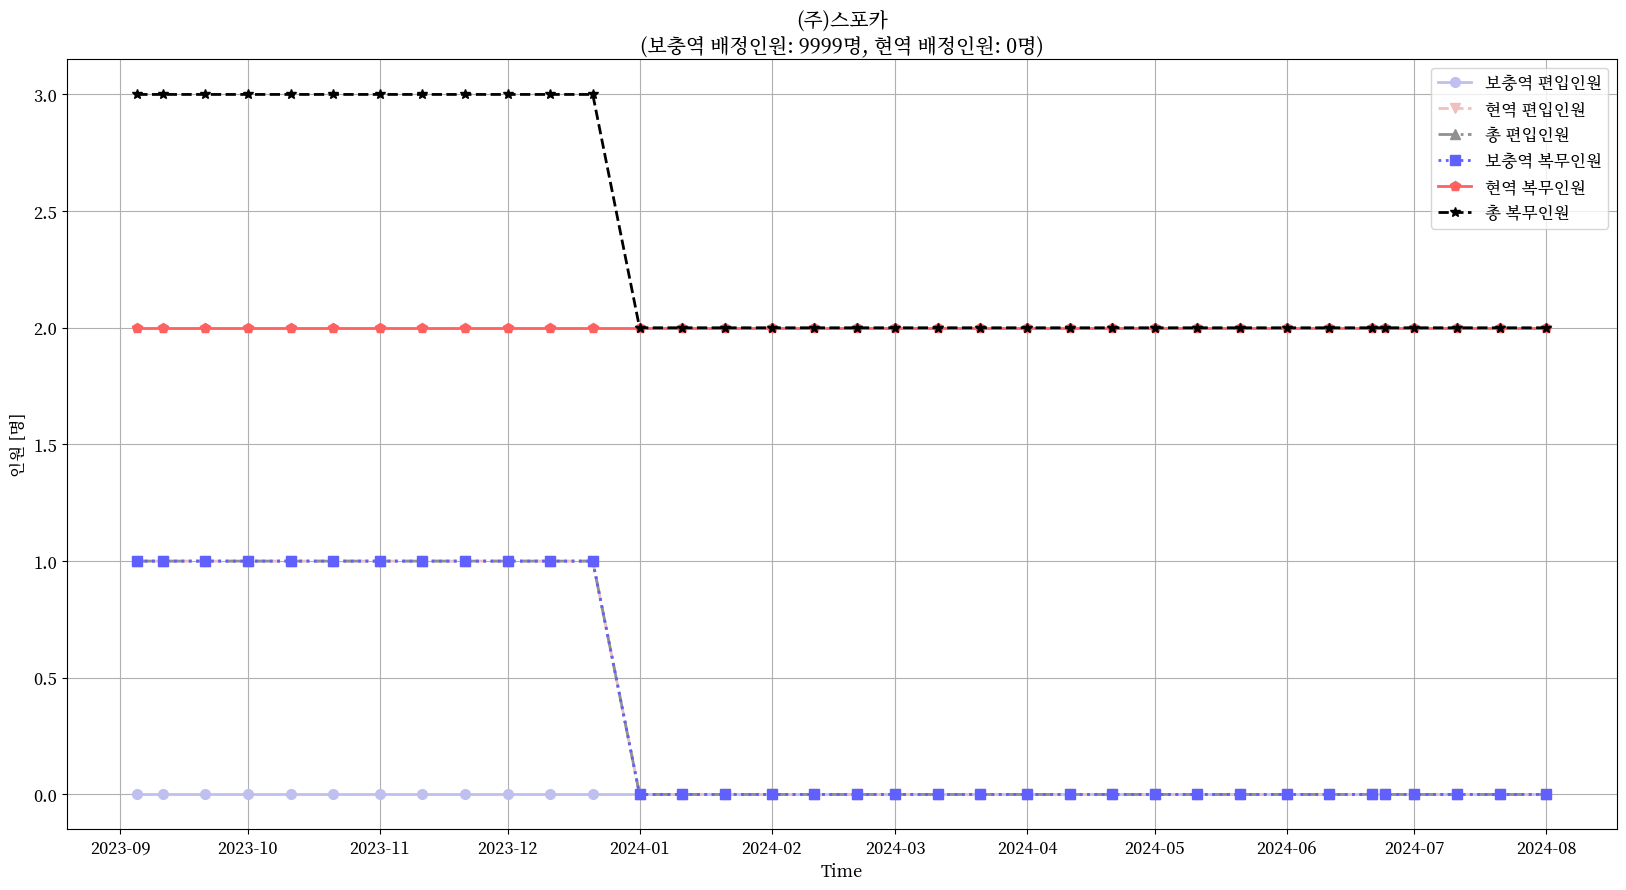 (주)스포카
(보충역 배정인원: 9999명, 현역 배정인원: 0명)
보충역 편입인원
현역 편입인원
총 편입인원
보충역 복무인원
현역 복무인원
총 복무인원
인원 [명]
3.0
2.5
2.0
1.5
1.0
0.5
0.0
2023-09 2023-10 2023-11 2023-12 2024-01 2024-02 2024-03 2024-04 2024-05 2024-06 2024-07 2024-08
Time